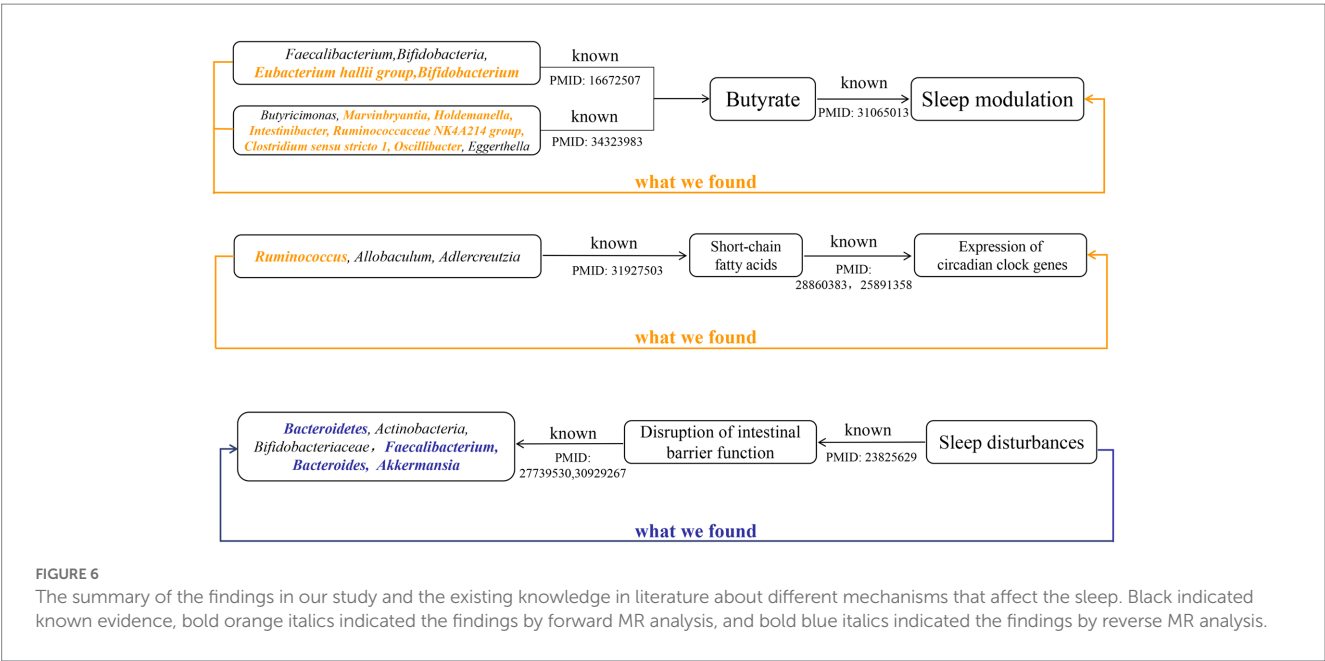 Faecalibacterium,Bifidobacteria,
Eubacterium hallii group,Bifidobacterium
known
PMID: 16672507
Butyricimonas, Marvinbryantia, Holdemanella,
Intestinibacter, Ruminococcaceae NK4A214 group,
Clostridium sensu stricto 1, Oscillibacter, Eggerthella
known
PMID: 34323983
Butyrate
known
PMID: 31065013
Sleep modulation
what we found
Ruminococcus, Allobaculum, Adlercreutzia
known
PMID: 31927503
Short-chain
fatty acids
known
PMID:
28860383，25891358
Expression of
circadian clock genes
what we found
Bacteroidetes, Actinobacteria,
Bifidobacteriaceae，Faecalibacterium,
Bacteroides, Akkermansia
known
PMID:
27739530,30929267
Disruption of intestinal
barrier function
known
PMID: 23825629
Sleep disturbances
what we found
FIGURE 6
The summary of the findings in our study and the existing knowledge in literature about different mechanisms that affect the sleep. Black indicated
known evidence, bold orange italics indicated the findings by forward MR analysis, and bold blue italics indicated the findings by reverse MR analysis.